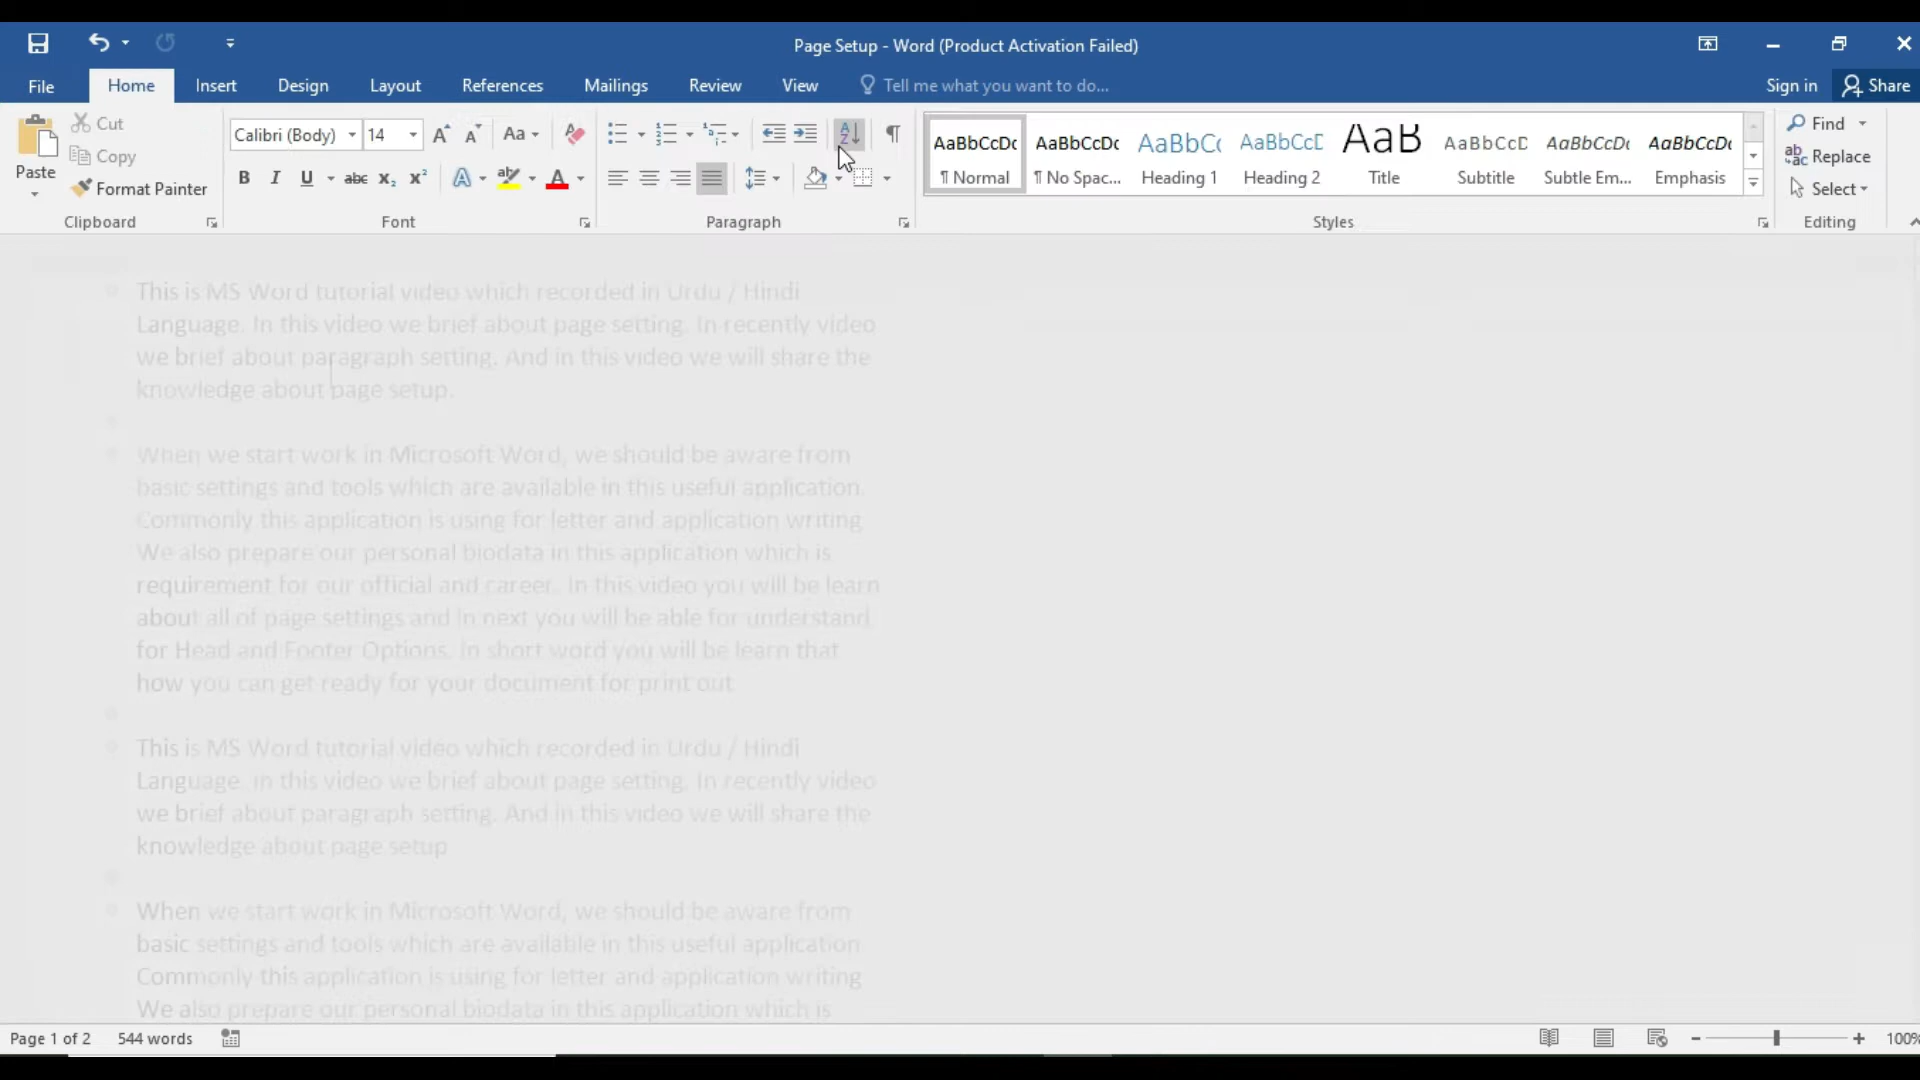 Page Setup - Word (Product Activation Failed)
File Home Insert Design Layout References Mailings Review View Tell me what you want to do... Sign in Share
Paste Cut Copy Format Painter Clipboard
Calibri (Body) 14 Aa
B I U abc X₂ X² A ab A
Font
Paragraph
AaBbCcDc AaBbCcDc AaBbC( AaBbCcE AaB AaBbCcD AaBbCcDt AaBbCcDt
¶ Normal ¶ No Spac... Heading 1 Heading 2 Title Subtitle Subtle Em... Emphasis
Styles
Find
Replace
Select
Editing
This is MS Word tutorial video which recorded in Urdu / Hindi
Language. In this video we brief about page setting. In recently video
we brief about paragraph setting. And in this video we will share the
knowledge about page setup.
When we start work in Microsoft Word, we should be aware from
basic settings and tools which are available in this useful application.
Commonly this application is using for letter and application writing
We also prepare our personal biodata in this application which is
requirement for our official and career. In this video you will be learn
about all of page settings and in next you will be able for understand
for Head and Footer Options. In short word you will be learn that
how you can get ready for your document for print out
This is MS Word tutorial video which recorded in Urdu / Hindi
Language. In this video we brief about page setting. In recently video
we brief about paragraph setting. And in this video we will share the
knowledge about page setup
When we start work in Microsoft Word, we should be aware from
basic settings and tools which are available in this useful application
Commonly this application is using for letter and application writing
We also prepare our personal biodata in this application which is
Page 1 of 2 544 words 100%